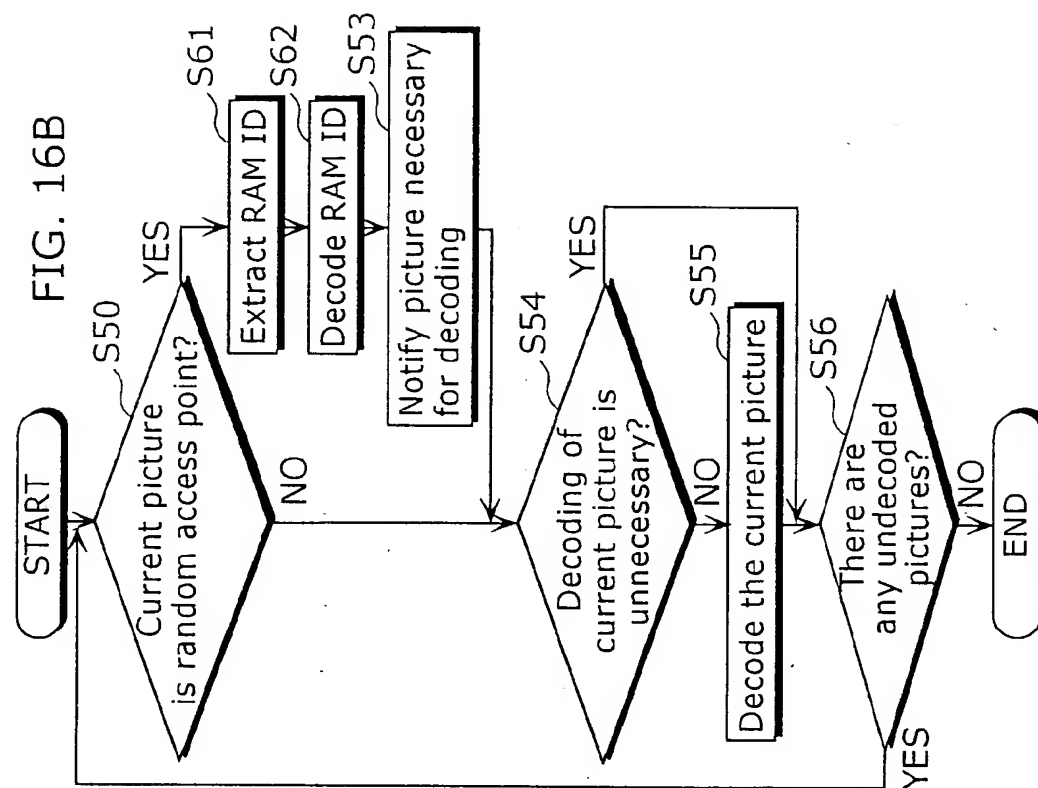 FIG. 16B
START
S50
Current picture
is random access point?
YES
NO
S61
Extract RAM ID
S62
Decode RAM ID
S53
Notify picture necessary
for decoding
S54
Decoding of
current picture is
unnecessary?
YES
NO
S55
Decode the current picture
S56
There are
any undecoded
pictures?
YES
NO
END